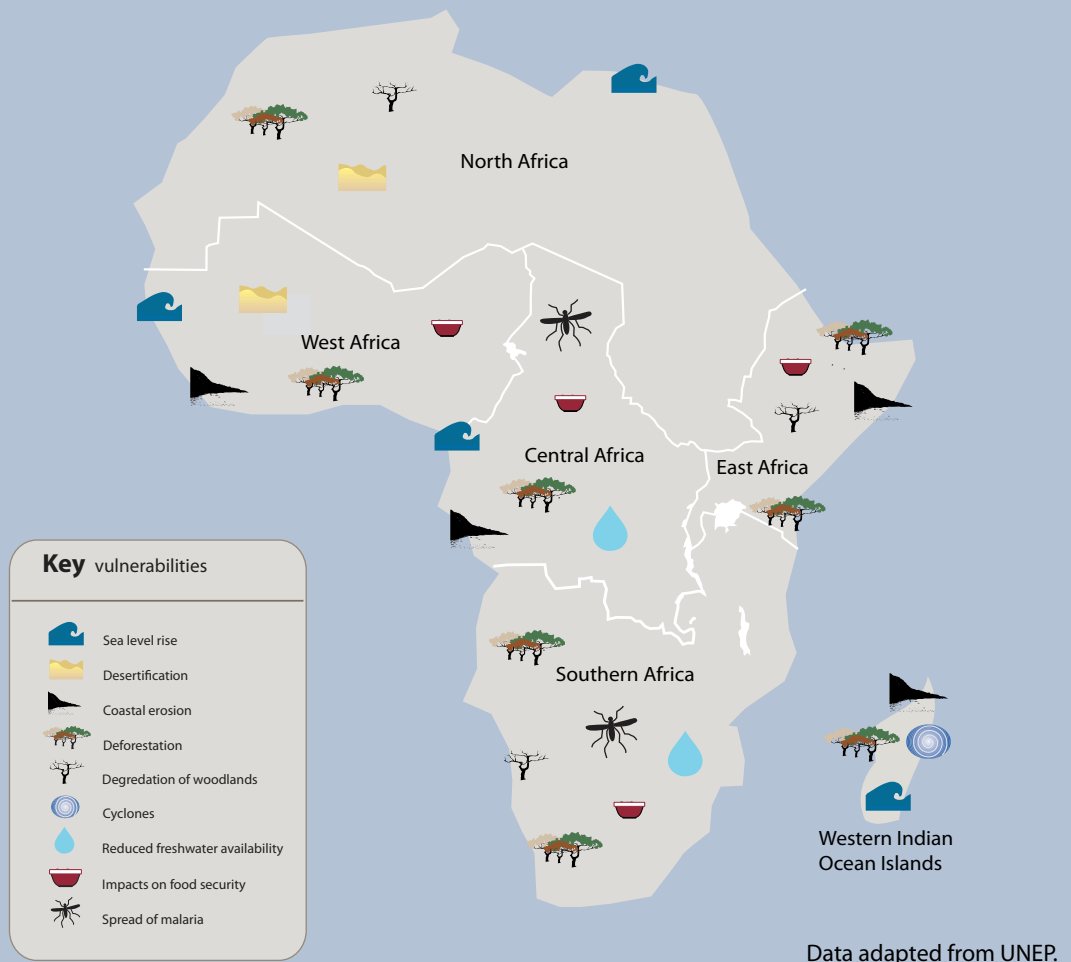 North Africa
West Africa
Central Africa
East Africa
Southern Africa
Western Indian
Ocean Islands
Key vulnerabilities
Sea level rise
Desertification
Coastal erosion
Deforestation
Degredation of woodlands
Cyclones
Reduced freshwater availability
Impacts on food security
Spread of malaria
Data adapted from UNEP.